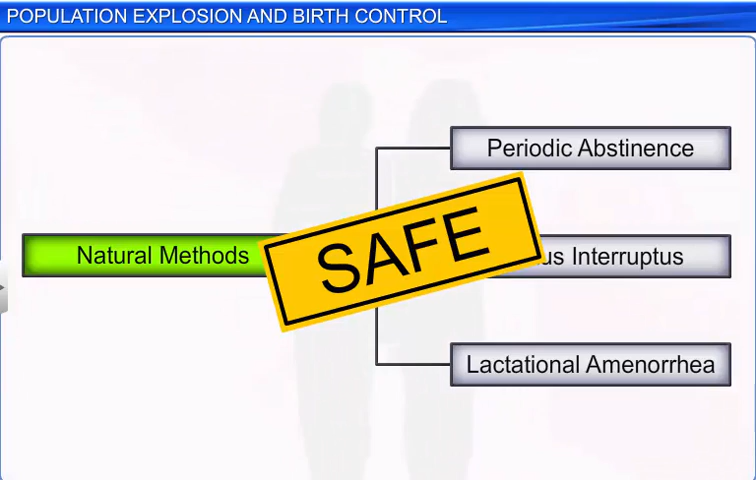 POPULATION EXPLOSION AND BIRTH CONTROL
Periodic Abstinence
Natural Methods
SAFE
Interruptus
Lactational Amenorrhea